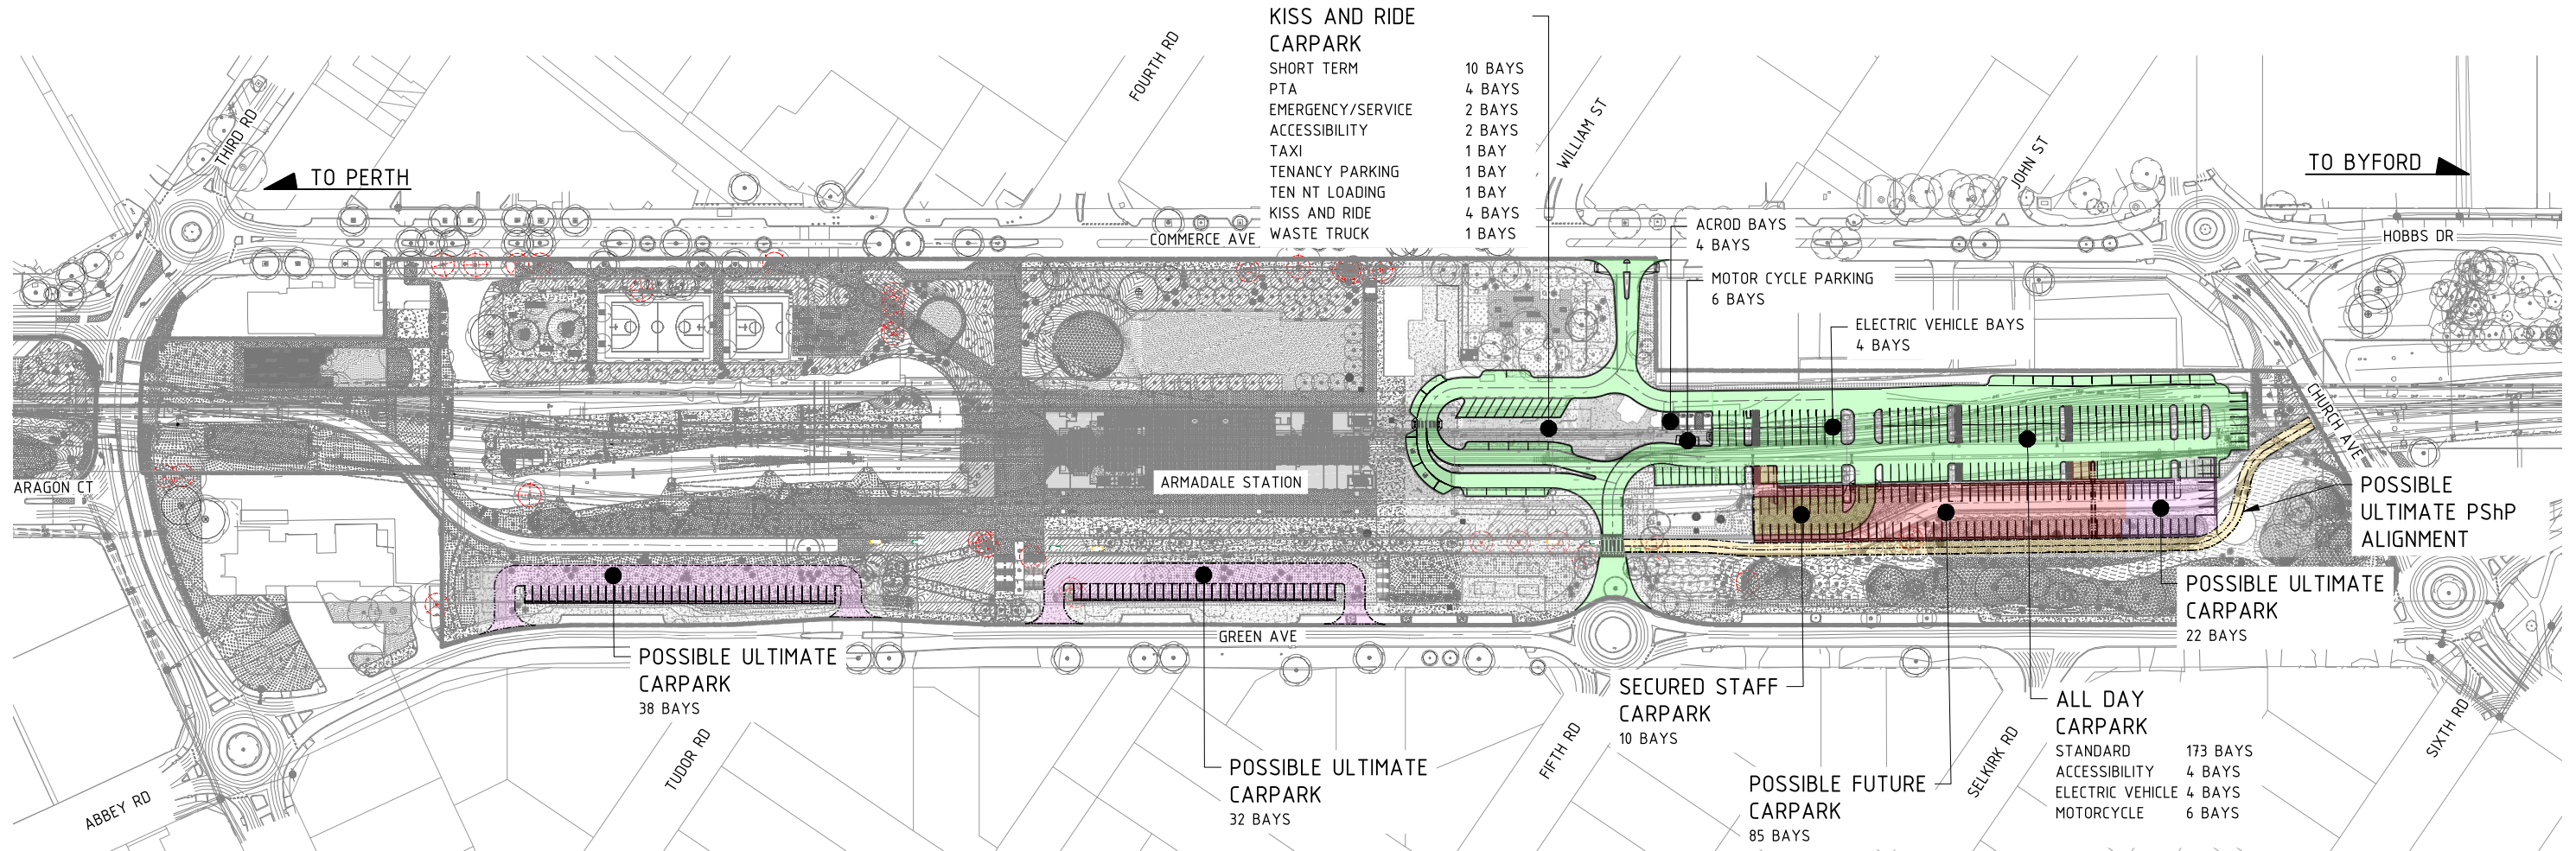 KISS AND RIDE
CARPARK
SHORT TERM 10 BAYS
PTA 4 BAYS
EMERGENCY/SERVICE 2 BAYS
ACCESSIBILITY 2 BAYS
TAXI 1 BAY
TENANCY PARKING 1 BAY
TEN NT LOADING 1 BAY
KISS AND RIDE 4 BAYS
WASTE TRUCK 1 BAYS
THIRD RD
FOURTH RD
WILLIAM ST
JOHN ST
TO PERTH
TO BYFORD
COMMERCE AVE
HOBBS DR
ACROD BAYS
4 BAYS
MOTOR CYCLE PARKING
6 BAYS
ELECTRIC VEHICLE BAYS
4 BAYS
CHURCH AVE
ARAGON CT
ARMADALE STATION
POSSIBLE
ULTIMATE PShP
ALIGNMENT
POSSIBLE ULTIMATE
CARPARK
22 BAYS
GREEN AVE
POSSIBLE ULTIMATE
CARPARK
38 BAYS
SECURED STAFF
CARPARK
10 BAYS
ALL DAY
CARPARK
STANDARD 173 BAYS
ACCESSIBILITY 4 BAYS
ELECTRIC VEHICLE 4 BAYS
MOTORCYCLE 6 BAYS
POSSIBLE ULTIMATE
CARPARK
32 BAYS
POSSIBLE FUTURE
CARPARK
85 BAYS
ABBEY RD
TUDOR RD
FIFTH RD
SELKIRK RD
SIXTH RD